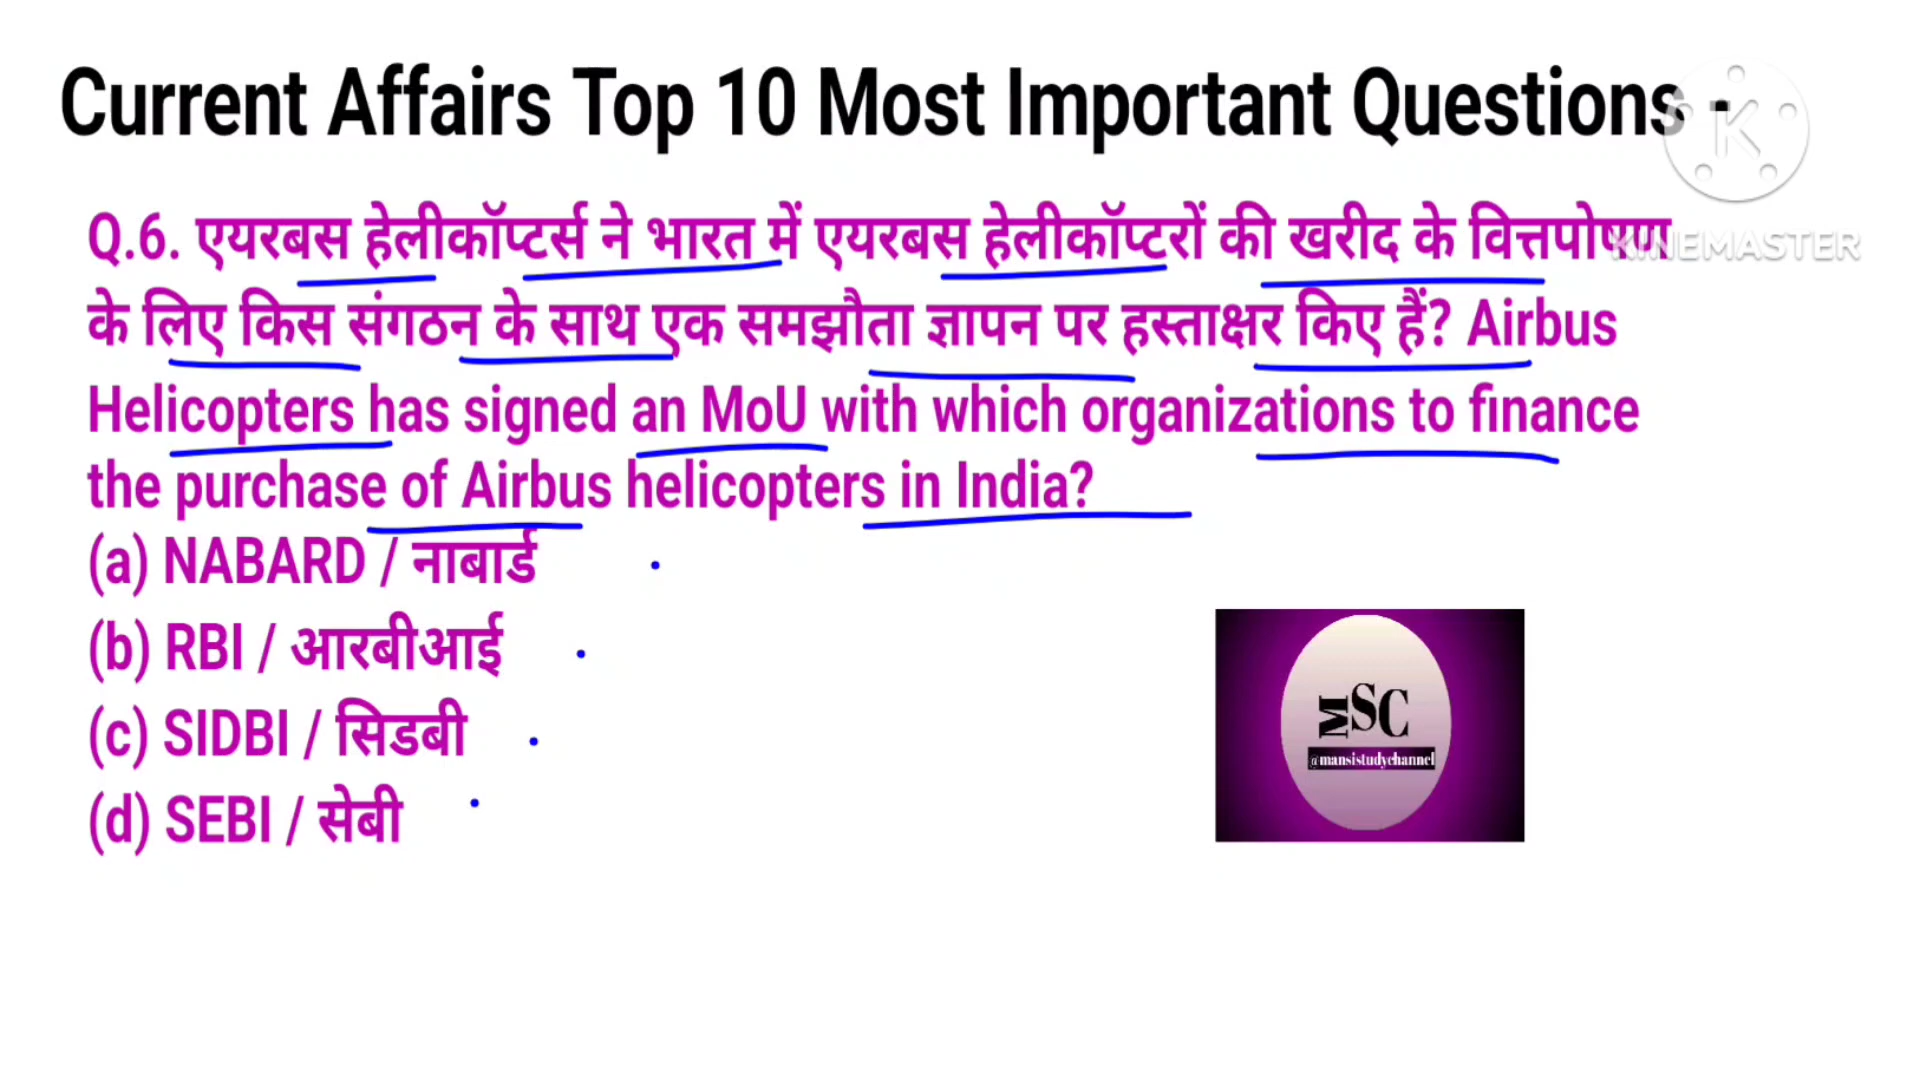 Current Affairs Top 10 Most Important Questions -
Q.6. एयरबस हेलीकॉप्टर्स ने भारत में एयरबस हेलीकॉप्टरों की खरीद के वित्तपोषण
KINEMASTER
के लिए किस संगठन के साथ एक समझौता ज्ञापन पर हस्ताक्षर किए हैं? Airbus
Helicopters has signed an MoU with which organizations to finance
the purchase of Airbus helicopters in India?
(a) NABARD / नाबार्ड
(b) RBI / आरबीआई
(c) SIDBI / सिडबी
(d) SEBI / सेबी
MSC
@mansistudychannel